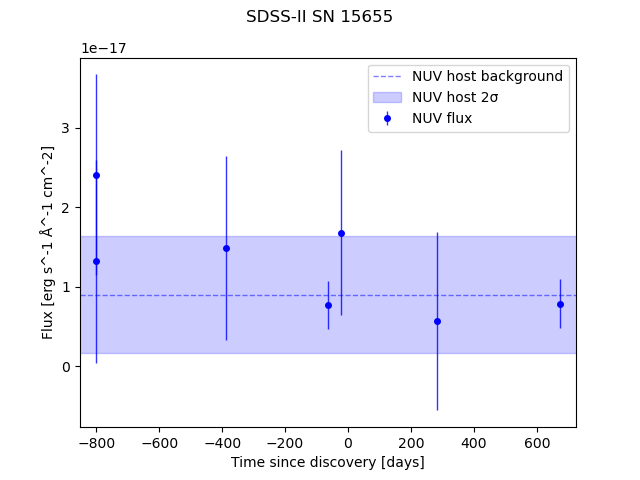 SDSS-II SN 15655
1e−17
NUV host background
NUV host 2σ
NUV flux
3
2
1
0
Flux [erg s^-1 Å^-1 cm^-2]
−800 −600 −400 −200 0 200 400 600
Time since discovery [days]